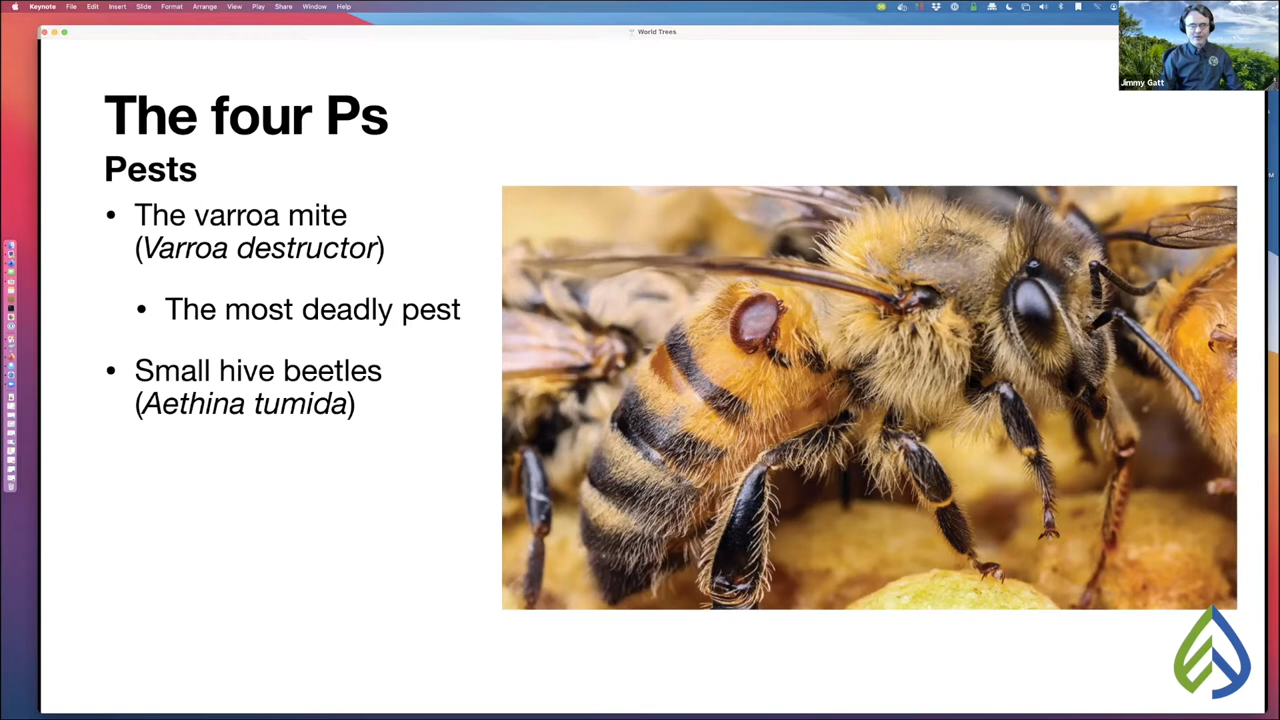 Keynote File Edit Insert Slide Format Arrange View Play Share Window Help
World Trees
Jimmy Gatt
The four Ps
Pests
• The varroa mite
(Varroa destructor)
• The most deadly pest
• Small hive beetles
(Aethina tumida)